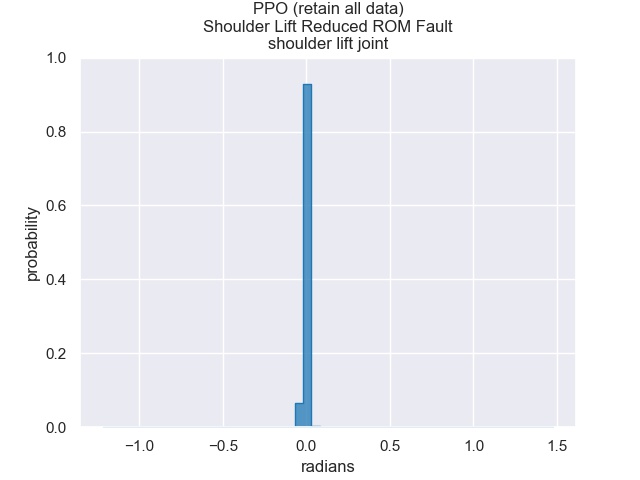 PPO (retain all data)
Shoulder Lift Reduced ROM Fault
shoulder lift joint
1.0
0.8
0.6
0.4
0.2
0.0
probability
−1.0 −0.5 0.0 0.5 1.0 1.5
radians